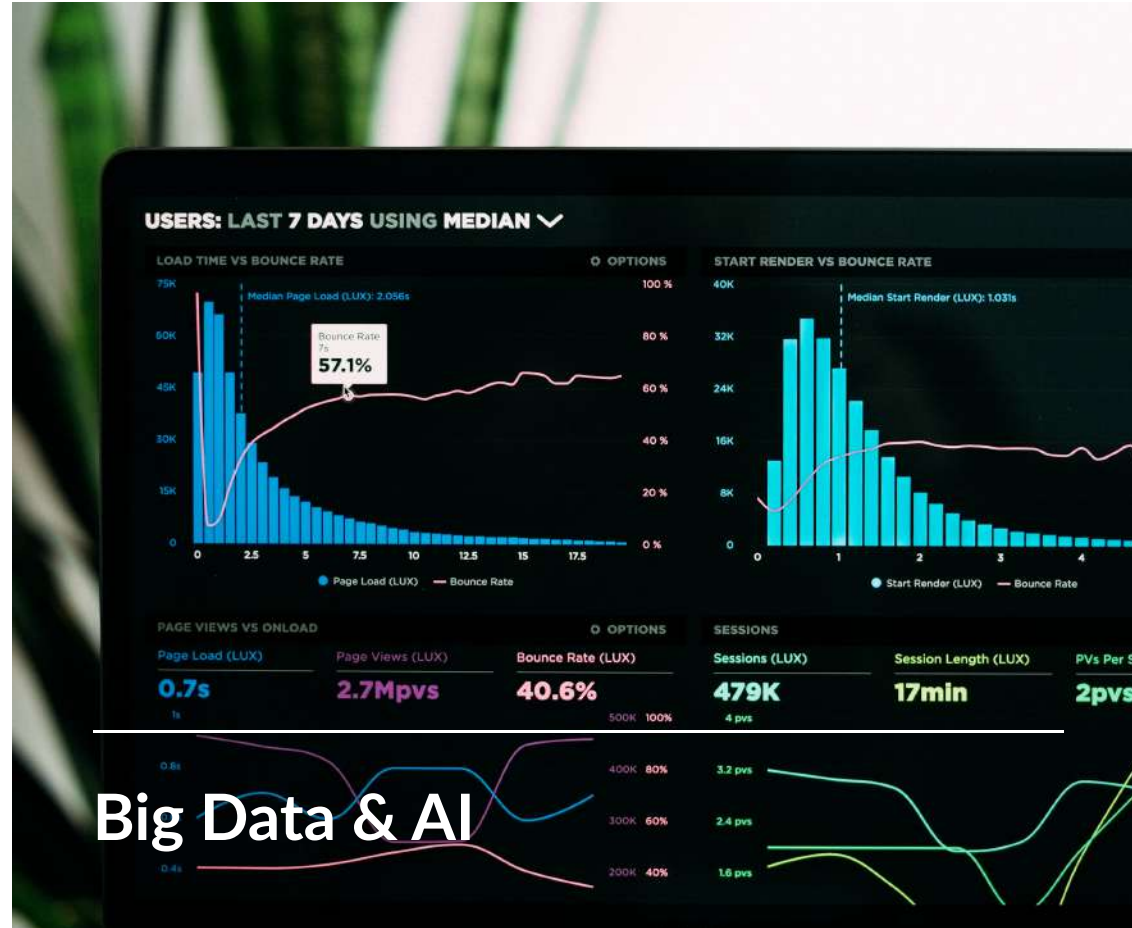 USERS: LAST 7 DAYS USING MEDIAN
LOAD TIME VS BOUNCE RATE
OPTIONS
75K
60K
45K
30K
15K
0
Median Page Load (LUX): 2.056s
Bounce Rate
7s
57.1%
100 %
80 %
60 %
40 %
20 %
0 %
0 2.5 5 7.5 10 12.5 15 17.5
Page Load (LUX) Bounce Rate
START RENDER VS BOUNCE RATE
40K
32K
24K
16K
8K
0
Median Start Render (LUX): 1.031s
0 1 2 3 4
Start Render (LUX) Bounce Rate
PAGE VIEWS VS ONLOAD
OPTIONS
Page Load (LUX) Page Views (LUX) Bounce Rate (LUX)
0.7s 2.7Mpvs 40.6%
1s 500K 100%
0.8s 400K 80%
300K 60%
0.4s 200K 40%
SESSIONS
Sessions (LUX) Session Length (LUX) PVs Per S
479K 17min 2pvs
4 pvs
3.2 pvs
2.4 pvs
1.6 pvs
Big Data & AI